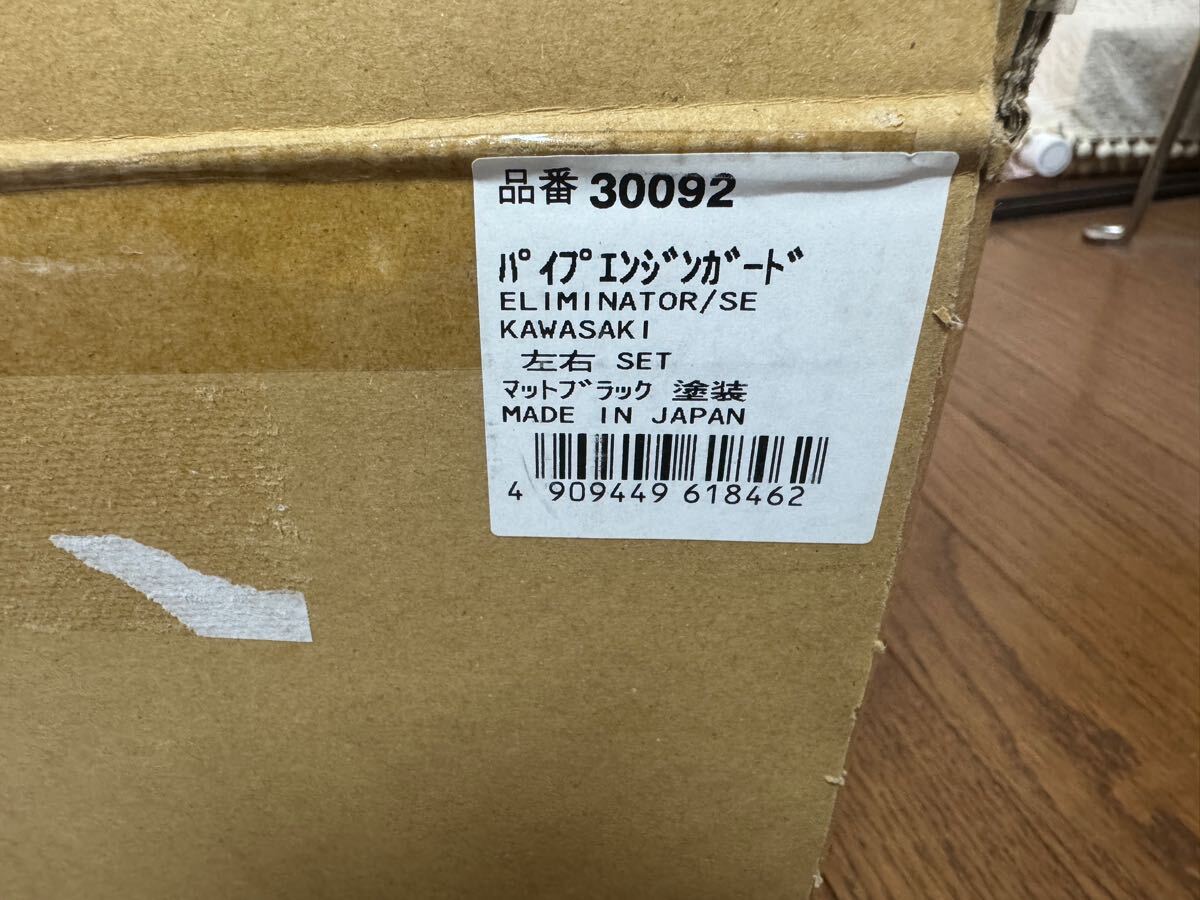 品番 30092
ﾊﾟｲﾌﾟｴﾝｼﾞﾝｶﾞｰﾄﾞ
ELIMINATOR/SE
KAWASAKI
左右 SET
ﾏｯﾄﾌﾞﾗｯｸ 塗装
MADE IN JAPAN
4 909449 618462